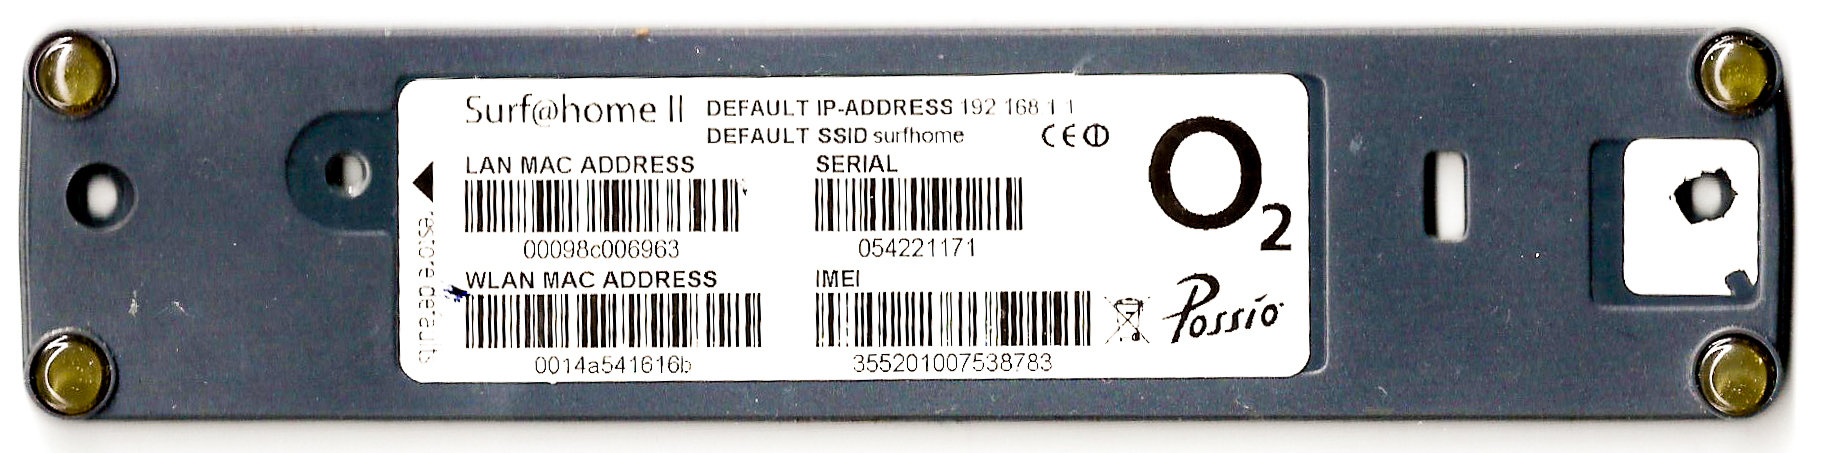 Surf@home II
DEFAULT IP-ADDRESS 192 168 1 1
DEFAULT SSID surfhome
CE
LAN MAC ADDRESS
00098c006963
SERIAL
054221171
WLAN MAC ADDRESS
0014a541616b
IMEI
355201007538783
restore defaults
O2
Possio